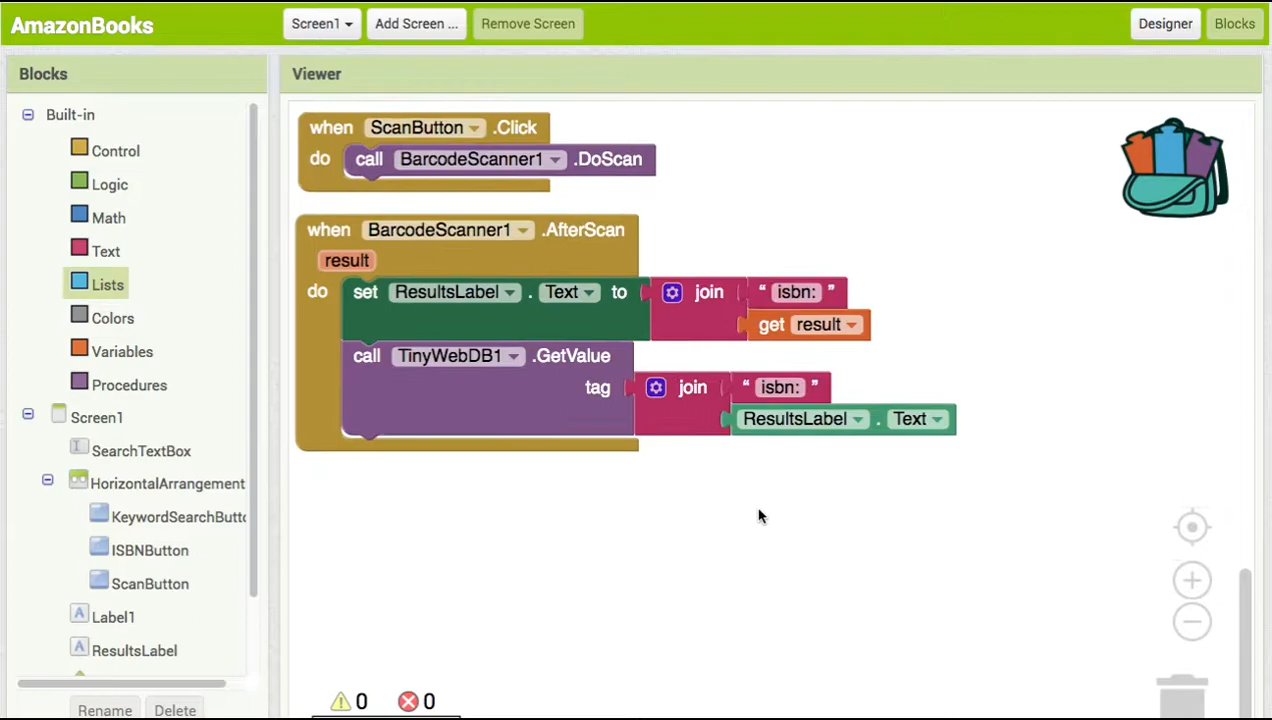 AmazonBooks
Screen1 Add Screen ... Remove Screen Designer Blocks
Blocks
Viewer
Built-in
Control
Logic
Math
Text
Lists
Colors
Variables
Procedures
Screen1
SearchTextBox
HorizontalArrangement
KeywordSearchButto
ISBNButton
ScanButton
Label1
ResultsLabel
Rename Delete
when ScanButton .Click
do call BarcodeScanner1 .DoScan
when BarcodeScanner1 .AfterScan
result
do set ResultsLabel . Text to join “ isbn: ”
get result
call TinyWebDB1 .GetValue
tag join “ isbn: ”
ResultsLabel . Text
0 0